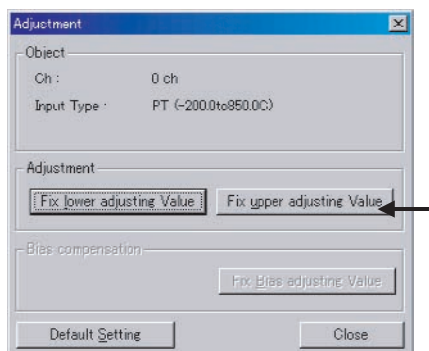 Adjuctment
Object
Ch : 0 ch
Input Type : PT (-200.0to850.0C)
Adjustment
Fix lower adjusting Value Fix upper adjusting Value
Bias compensation
Fix Bias adjusting Value
Default Setting Close